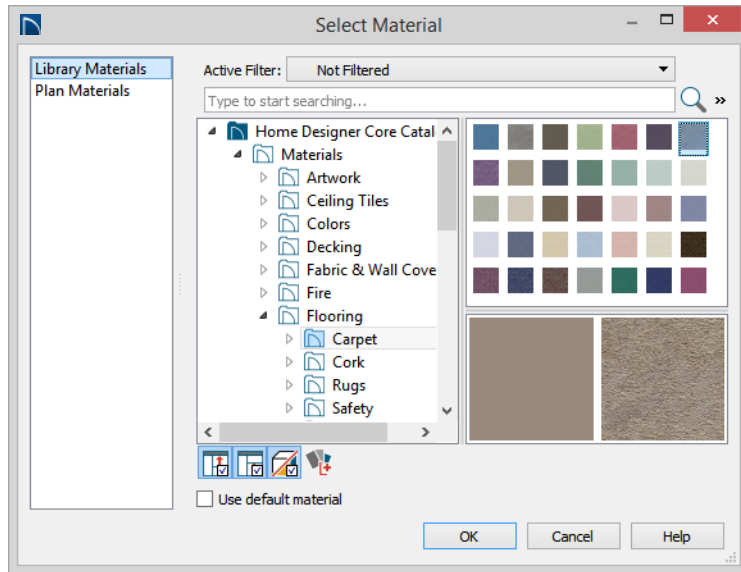 Select Material
Library Materials
Plan Materials
Active Filter: Not Filtered
Type to start searching...
»
Home Designer Core Catal
Materials
Artwork
Ceiling Tiles
Colors
Decking
Fabric & Wall Cove
Fire
Flooring
Carpet
Cork
Rugs
Safety
Use default material
OK Cancel Help